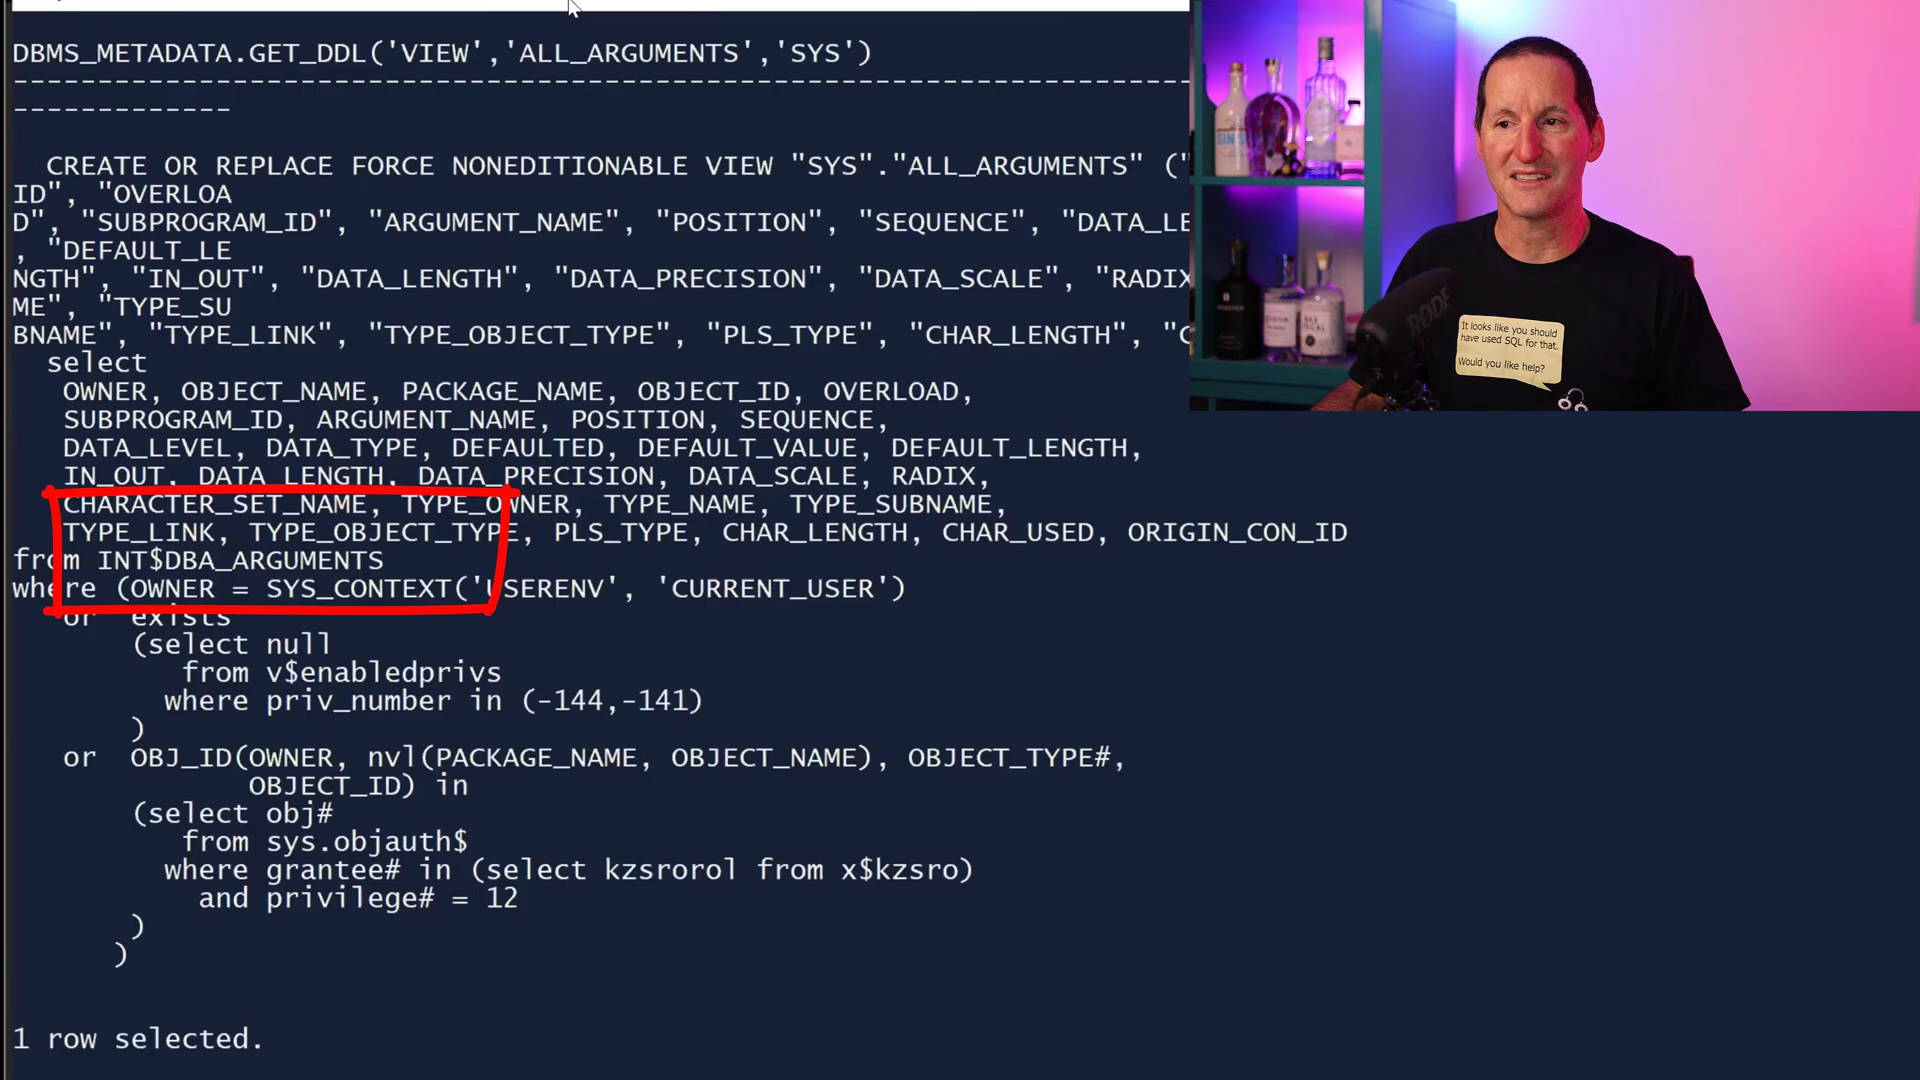 DBMS_METADATA.GET_DDL('VIEW','ALL_ARGUMENTS','SYS')
--------------------------------------------------------------------------------
-------------
CREATE OR REPLACE FORCE NONEDITIONABLE VIEW "SYS"."ALL_ARGUMENTS" ("
ID", "OVERLOA
D", "SUBPROGRAM_ID", "ARGUMENT_NAME", "POSITION", "SEQUENCE", "DATA_LE
, "DEFAULT_LE
NGTH", "IN_OUT", "DATA_LENGTH", "DATA_PRECISION", "DATA_SCALE", "RADIX
ME", "TYPE_SU
BNAME", "TYPE_LINK", "TYPE_OBJECT_TYPE", "PLS_TYPE", "CHAR_LENGTH", "C
select
OWNER, OBJECT_NAME, PACKAGE_NAME, OBJECT_ID, OVERLOAD,
SUBPROGRAM_ID, ARGUMENT_NAME, POSITION, SEQUENCE,
DATA_LEVEL, DATA_TYPE, DEFAULTED, DEFAULT_VALUE, DEFAULT_LENGTH,
IN_OUT, DATA_LENGTH, DATA_PRECISION, DATA_SCALE, RADIX,
CHARACTER_SET_NAME, TYPE_OWNER, TYPE_NAME, TYPE_SUBNAME,
TYPE_LINK, TYPE_OBJECT_TYPE, PLS_TYPE, CHAR_LENGTH, CHAR_USED, ORIGIN_CON_ID
from INT$DBA_ARGUMENTS
where (OWNER = SYS_CONTEXT('USERENV', 'CURRENT_USER')
or exists
(select null
from v$enabledprivs
where priv_number in (-144,-141)
)
or OBJ_ID(OWNER, nvl(PACKAGE_NAME, OBJECT_NAME), OBJECT_TYPE#,
OBJECT_ID) in
(select obj#
from sys.objauth$
where grantee# in (select kzsrorol from x$kzsro)
and privilege# = 12
)
)
1 row selected.
RØDE
It looks like you should
have used SQL for that.
Would you like help?